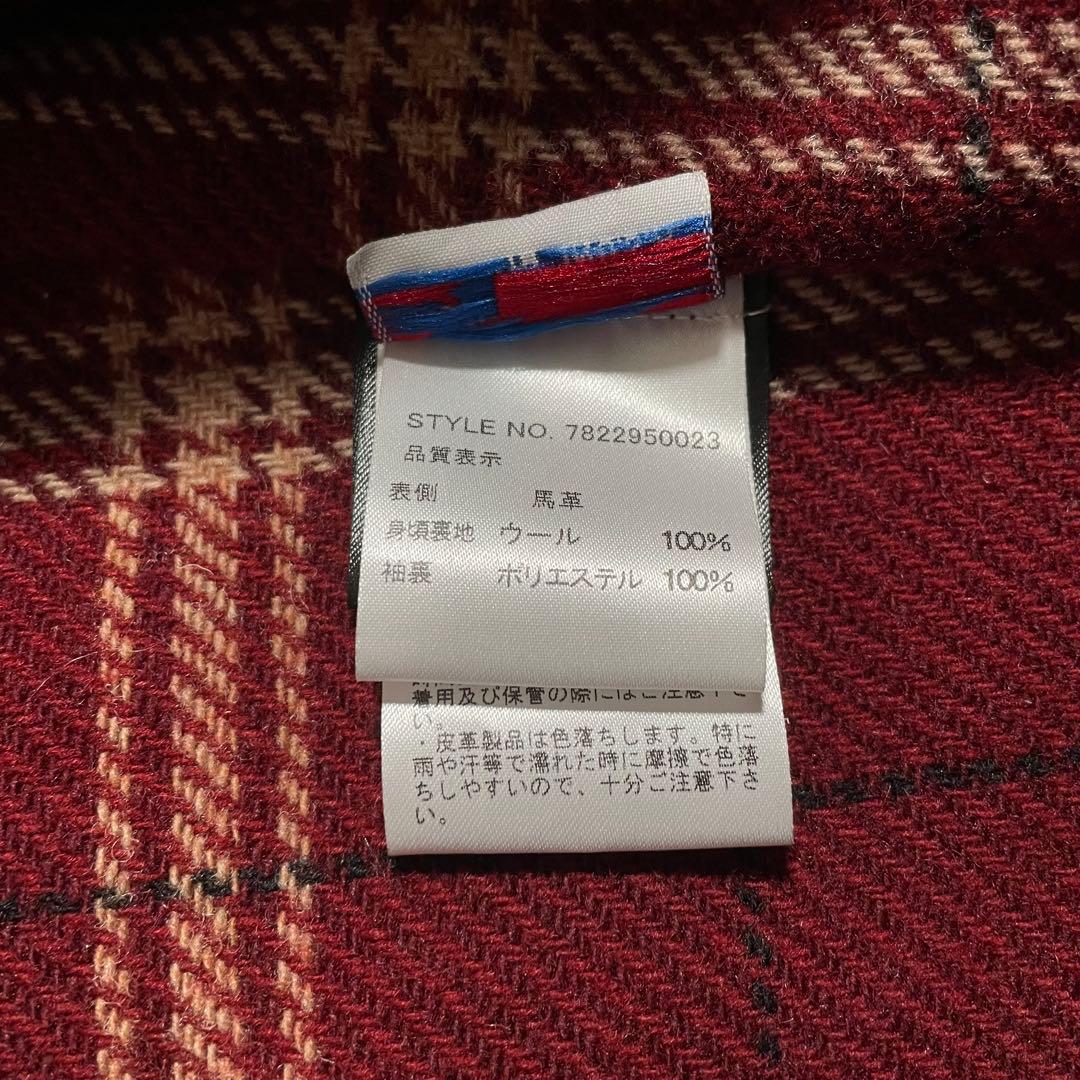 STYLE NO. 7822950023
品質表示
表側 馬革
身頃裏地 ウール 100%
袖裏 ポリエステル 100%
着用及び保管の際にはご注意下さ
い。
・皮革製品は色落ちします。特に
雨や汗等で濡れた時に摩擦で色落
ちしやすいので、十分ご注意下さ
い。